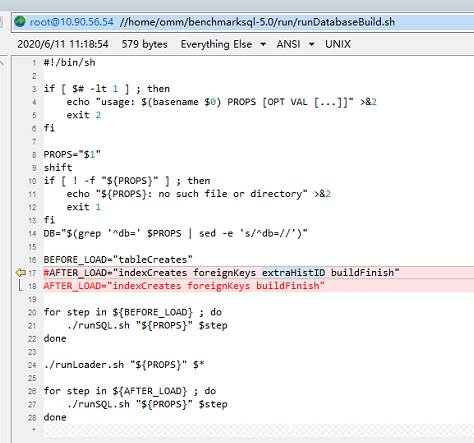 root@10.90.56.54 //home/omm/benchmarksql-5.0/run/runDatabaseBuild.sh
2020/6/11 11:18:54 579 bytes Everything Else ANSI UNIX
1 #!/bin/sh
2
3 if [ $# -lt 1 ] ; then
4 echo "usage: $(basename $0) PROPS [OPT VAL [...]]" >&2
5 exit 2
6 fi
7
8 PROPS="$1"
9 shift
10 if [ ! -f "${PROPS}" ] ; then
11 echo "${PROPS}: no such file or directory" >&2
12 exit 1
13 fi
14 DB="$(grep '^db=' $PROPS | sed -e 's/^db=//')"
15
16 BEFORE_LOAD="tableCreates"
17 #AFTER_LOAD="indexCreates foreignKeys extraHistID buildFinish"
18 AFTER_LOAD="indexCreates foreignKeys buildFinish"
19
20 for step in ${BEFORE_LOAD} ; do
21 ./runSQL.sh "${PROPS}" $step
22 done
23
24 ./runLoader.sh "${PROPS}" $*
25
26 for step in ${AFTER_LOAD} ; do
27 ./runSQL.sh "${PROPS}" $step
28 done
*